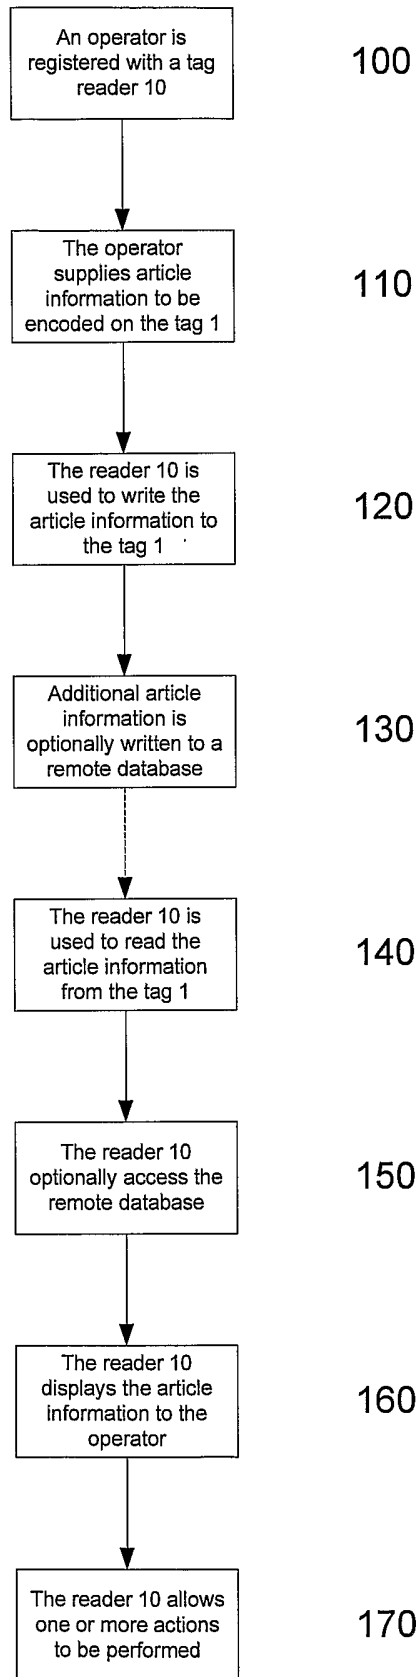 An operator is
registered with a tag
reader 10
100
The operator
supplies article
information to be
encoded on the tag 1
110
The reader 10 is
used to write the
article information to
the tag 1
120
Additional article
information is
optionally written to a
remote database
130
The reader 10 is
used to read the
article information
from the tag 1
140
The reader 10
optionally access the
remote database
150
The reader 10
displays the article
information to the
operator
160
The reader 10 allows
one or more actions
to be performed
170